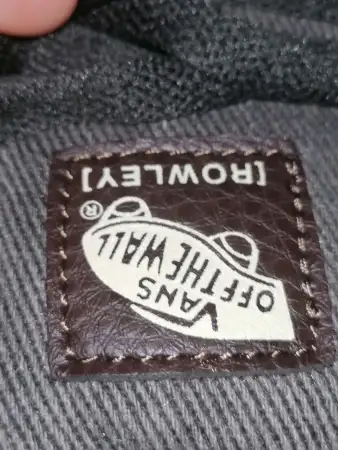 VANS
OFF THE WALL
®
[ROWLEY]